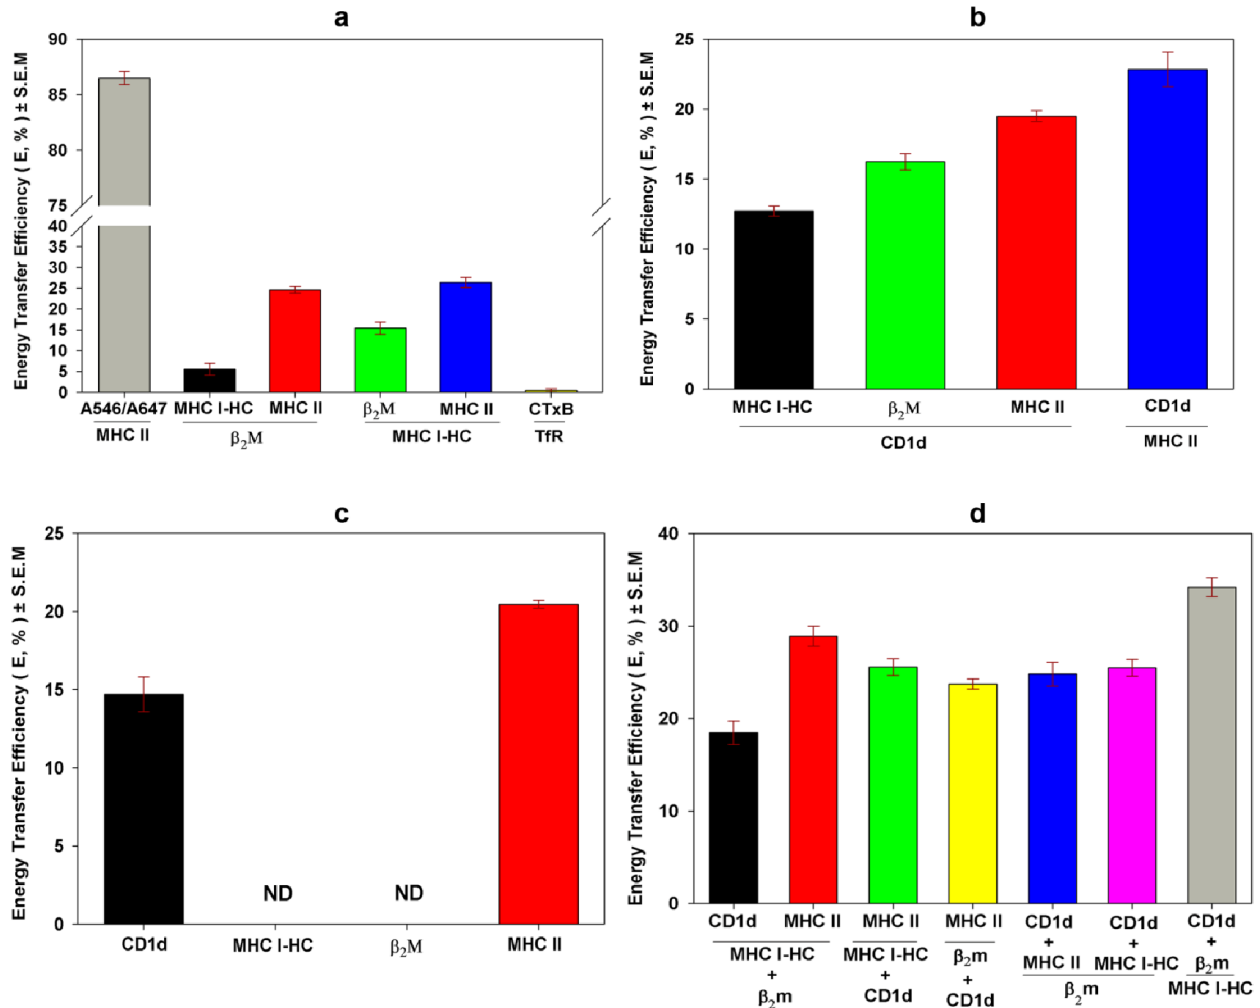 a
Energy Transfer Efficiency ( E, % ) ± S.E.M
90
85
80
75
40
35
30
25
20
15
10
5
0
A546/A647 MHC I-HC MHC II β₂M MHC II CTxB
MHC II β₂M MHC I-HC TfR
b
Energy Transfer Efficiency ( E, % ) ± S.E.M
25
20
15
10
5
0
MHC I-HC β₂M MHC II CD1d
CD1d MHC II
c
Energy Transfer Efficiency ( E, % ) ± S.E.M
25
20
15
10
5
0
ND ND
CD1d MHC I-HC β₂M MHC II
d
Energy Transfer Efficiency ( E, % ) ± S.E.M
40
30
20
10
0
CD1d MHC II MHC II MHC II CD1d CD1d CD1d
+ + +
MHC II MHC I-HC β₂m
MHC I-HC MHC I-HC β₂m β₂m MHC I-HC
+ + +
β₂m CD1d CD1d